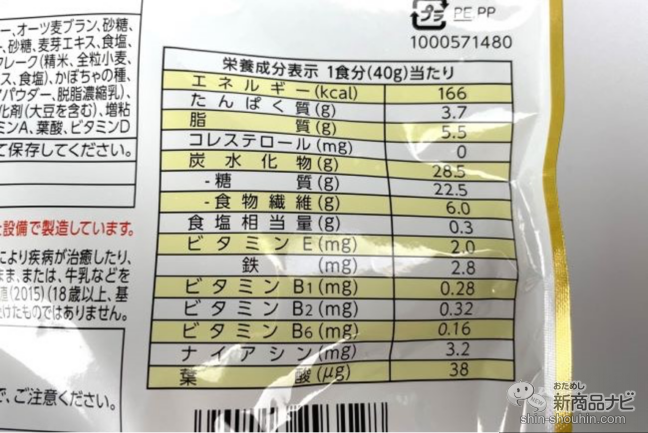 ー、オーツ麦ブラン、砂糖、
、砂糖、麦芽エキス、食塩、
フレーク(精米、全粒小麦、
ス、食塩)、かぼちゃの種、
パウダー、脱脂濃縮乳)、
化剤(大豆を含む)、増粘
ミンA、葉酸、ビタミンD
て保存してください。
設備で製造しています。
により疾病が治癒したり、
まま、または、牛乳などを
(2015)(18歳以上、基
けたものではありません。
で、ご注意ください。
プラ PE,PP
1000571480
栄養成分表示 1食分(40g)当たり
エネルギー(kcal) 166
たんぱく質(g) 3.7
脂質(g) 5.5
コレステロール(mg) 0
炭水化物(g) 28.5
-糖質(g) 22.5
-食物繊維(g) 6.0
食塩相当量(g) 0.3
ビタミンE(mg) 2.0
鉄(mg) 2.8
ビタミンB1(mg) 0.28
ビタミンB2(mg) 0.32
ビタミンB6(mg) 0.16
ナイアシン(mg) 3.2
葉酸(μg) 38
NEW
おためし
新商品ナビ
shin-shouhin.com